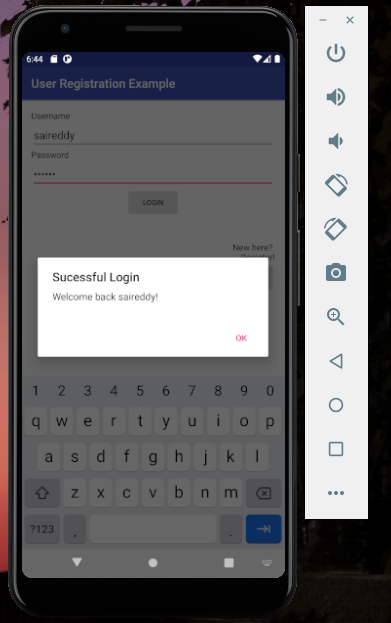 6:44
User Registration Example
Username
saireddy
Password
••••••
LOGIN
New here?
Register!
Sucessful Login
Welcome back saireddy!
OK
1 2 3 4 5 6 7 8 9 0
q w e r t y u i o p
a s d f g h j k l
z x c v b n m
?123 , .